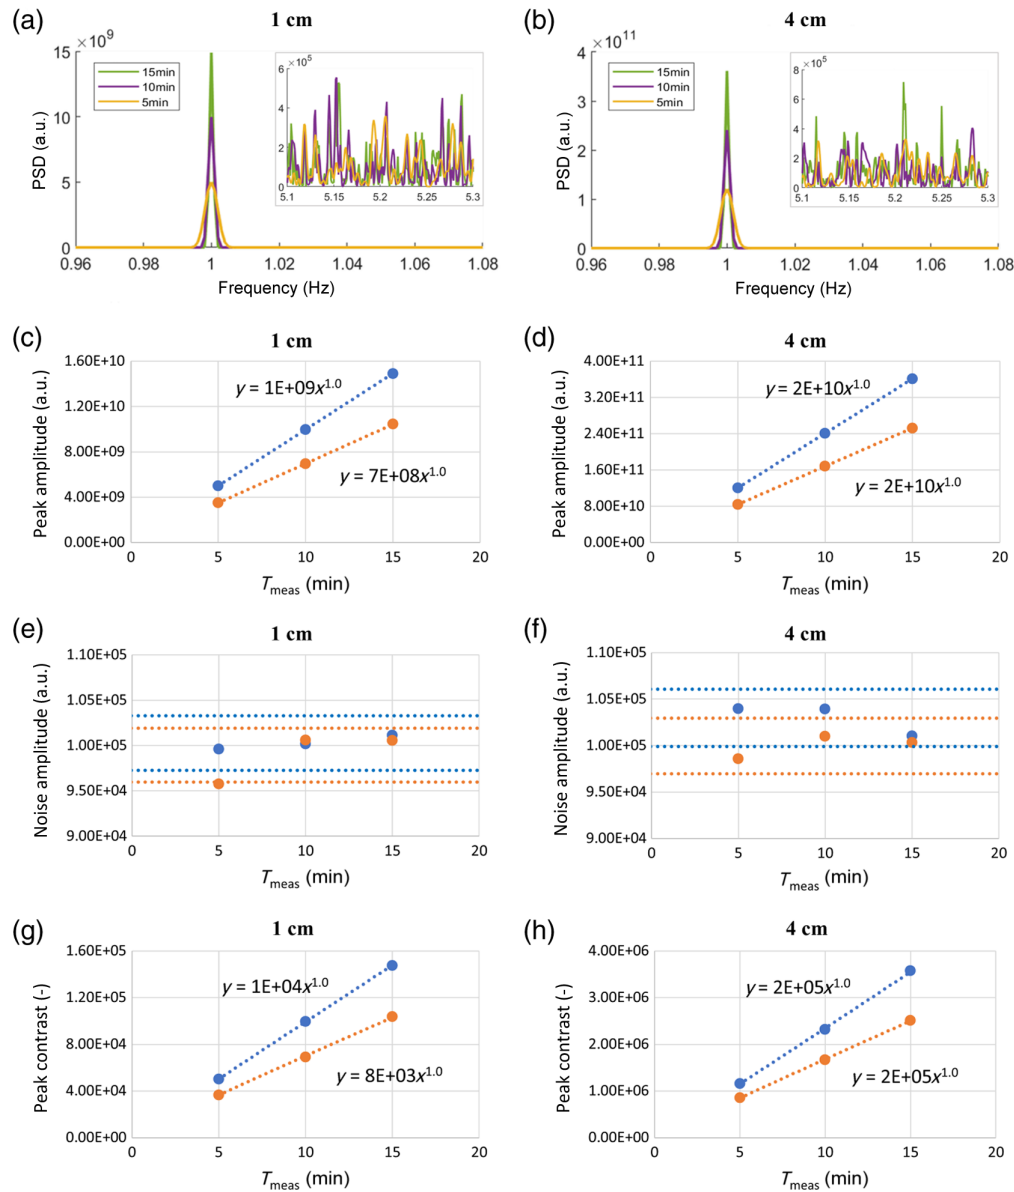 (a) 1 cm
×10⁹
15
10
5
0
PSD (a.u.)
15min
10min
5min
×10⁵
6
4
2
0
5.1 5.15 5.2 5.25 5.3
0.96 0.98 1 1.02 1.04 1.06 1.08
Frequency (Hz)
(b) 4 cm
×10¹¹
4
3
2
1
0
PSD (a.u.)
15min
10min
5min
×10⁵
8
6
4
2
0
5.1 5.15 5.2 5.25 5.3
0.96 0.98 1 1.02 1.04 1.06 1.08
Frequency (Hz)
(c) 1 cm
1.60E+10
1.20E+10
8.00E+09
4.00E+09
0.00E+00
Peak amplitude (a.u.)
y = 1E+09x^1.0
y = 7E+08x^1.0
0 5 10 15 20
T_meas (min)
(d) 4 cm
4.00E+11
3.20E+11
2.40E+11
1.60E+11
8.00E+10
0.00E+00
Peak amplitude (a.u.)
y = 2E+10x^1.0
y = 2E+10x^1.0
0 5 10 15 20
T_meas (min)
(e) 1 cm
1.10E+05
1.05E+05
1.00E+05
9.50E+04
9.00E+04
Noise amplitude (a.u.)
0 5 10 15 20
T_meas (min)
(f) 4 cm
1.10E+05
1.05E+05
1.00E+05
9.50E+04
9.00E+04
Noise amplitude (a.u.)
0 5 10 15 20
T_meas (min)
(g) 1 cm
1.60E+05
1.20E+05
8.00E+04
4.00E+04
0.00E+00
Peak contrast (-)
y = 1E+04x^1.0
y = 8E+03x^1.0
0 5 10 15 20
T_meas (min)
(h) 4 cm
4.00E+06
3.00E+06
2.00E+06
1.00E+06
0.00E+00
Peak contrast (-)
y = 2E+05x^1.0
y = 2E+05x^1.0
0 5 10 15 20
T_meas (min)